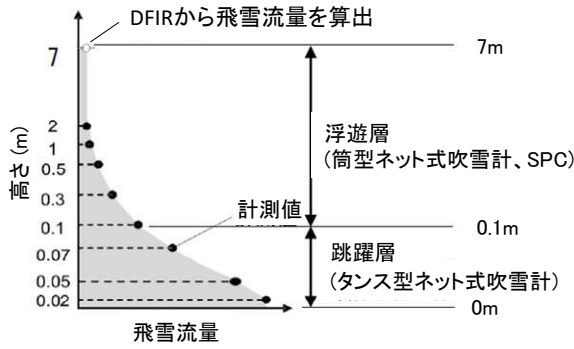 DFIRから飛雪流量を算出
7
7m
2
1
0.5
0.3
0.1
0.07
0.05
0.02
高さ(m)
浮遊層
(筒型ネット式吹雪計、SPC)
計測値
0.1m
跳躍層
(タンス型ネット式吹雪計)
0m
飛雪流量